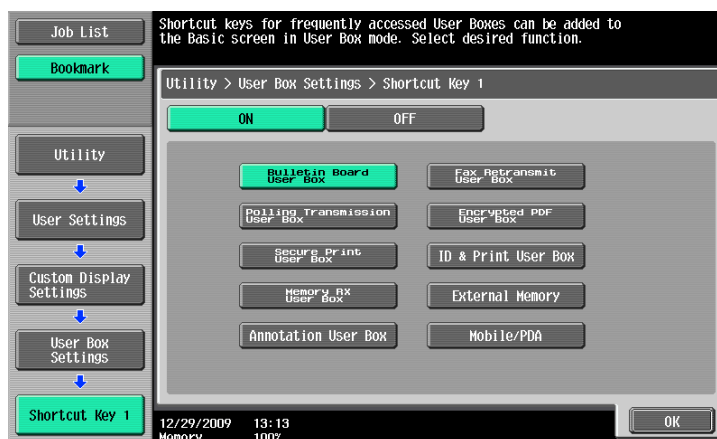 Job List
Bookmark
Shortcut keys for frequently accessed User Boxes can be added to
the Basic screen in User Box mode. Select desired function.
Utility > User Box Settings > Shortcut Key 1
ON
OFF
Utility
User Settings
Custom Display
Settings
User Box
Settings
Shortcut Key 1
Bulletin Board
User Box
Fax Retransmit
User Box
Polling Transmission
User Box
Encrypted PDF
User Box
Secure Print
User Box
ID & Print User Box
Memory RX
User Box
External Memory
Annotation User Box
Mobile/PDA
12/29/2009 13:13
Memory 100%
OK